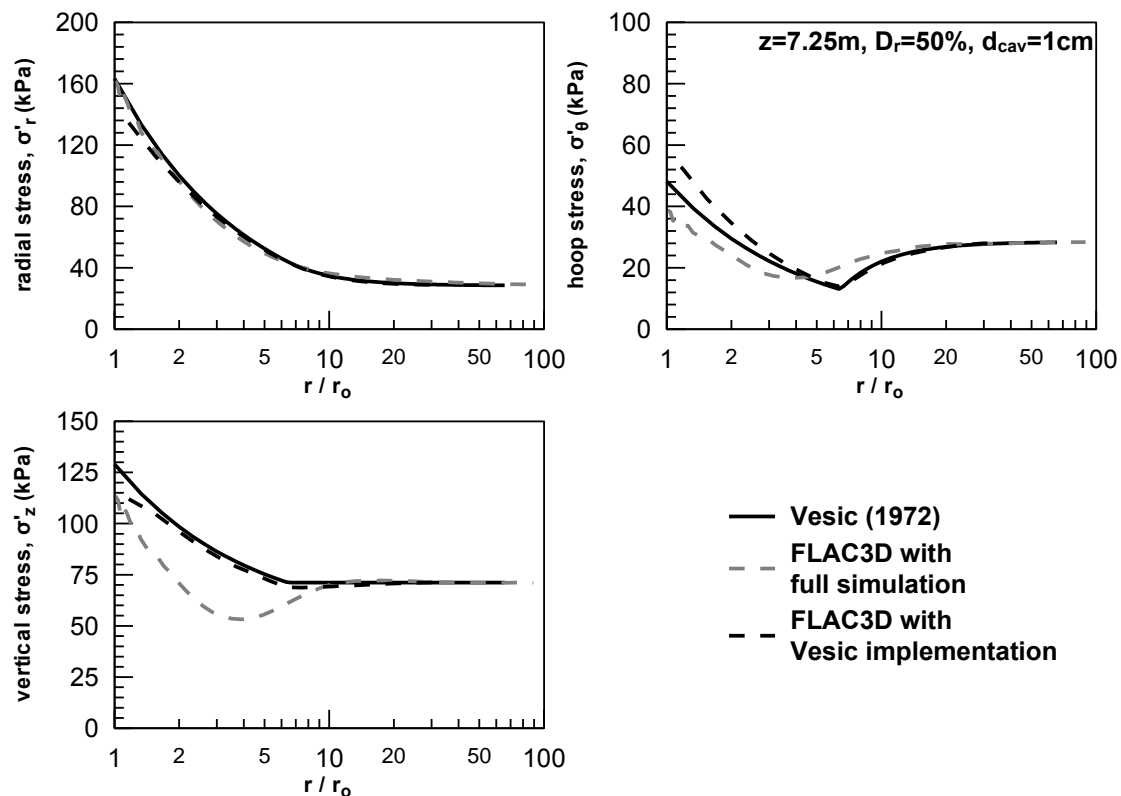 radial stress, σ'r (kPa)
200
160
120
80
40
0
1 2 5 10 20 50 100
r / ro
z=7.25m, Dr=50%, dcav=1cm
hoop stress, σ'θ (kPa)
100
80
60
40
20
0
1 2 5 10 20 50 100
r / ro
vertical stress, σ'z (kPa)
150
125
100
75
50
25
0
1 2 5 10 20 50 100
r / ro
Vesic (1972)
FLAC3D with
full simulation
FLAC3D with
Vesic implementation